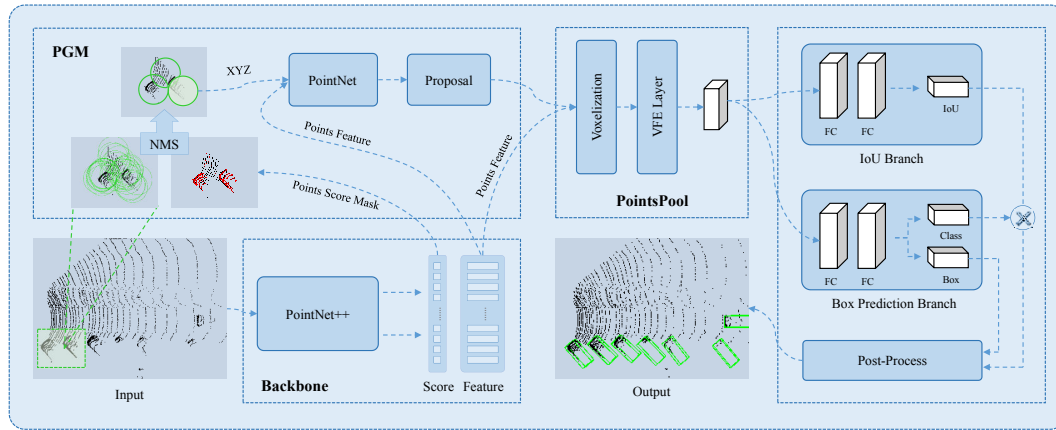 PGM
XYZ
PointNet
Proposal
NMS
Points Feature
Points Score Mask
Points Feature
Voxelization
VFE Layer
PointsPool
FC
FC
IoU
IoU Branch
FC
FC
Class
Box
Box Prediction Branch
Post-Process
PointNet++
Backbone
Score
Feature
Input
Output